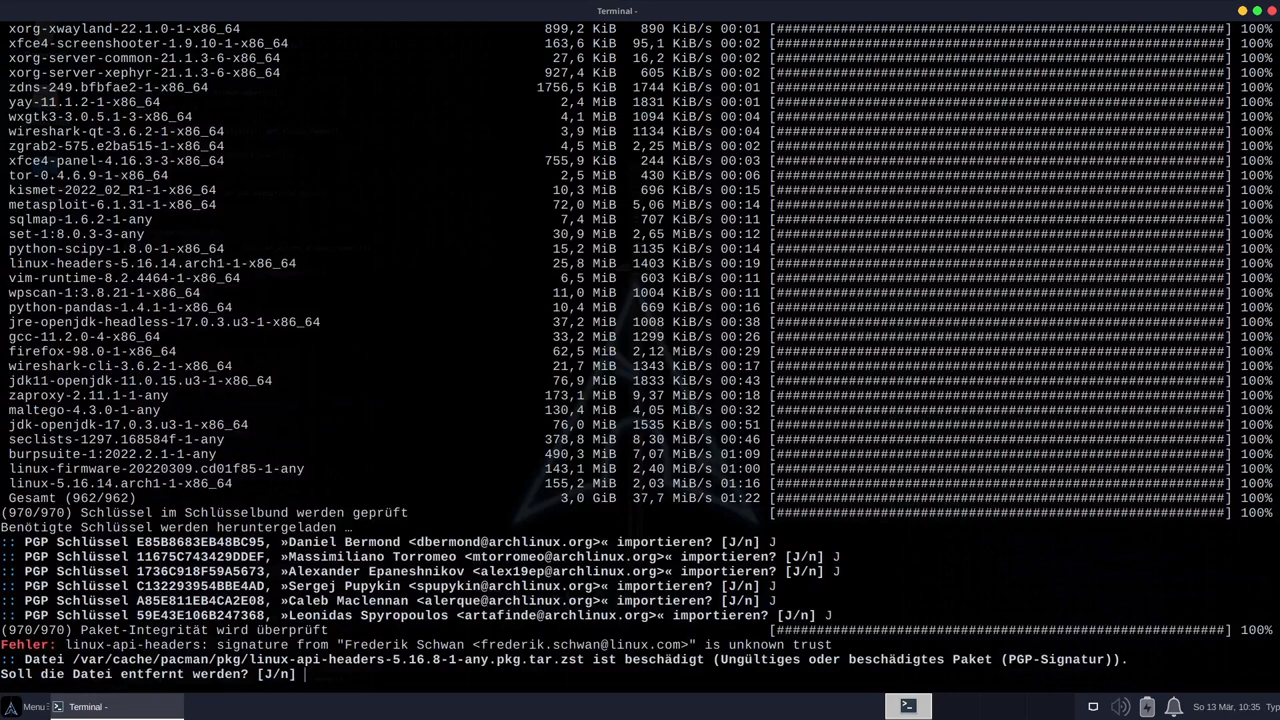 Terminal -
xorg-xwayland-22.1.0-1-x86_64 899,2 KiB 890 KiB/s 00:01 [########################################################] 100%
xfce4-screenshooter-1.9.10-1-x86_64 163,6 KiB 95,1 KiB/s 00:02 [########################################################] 100%
xorg-server-common-21.1.3-6-x86_64 27,6 KiB 16,2 KiB/s 00:02 [########################################################] 100%
xorg-server-xephyr-21.1.3-6-x86_64 927,4 KiB 605 KiB/s 00:02 [########################################################] 100%
zdns-249.bfbfae2-1-x86_64 1756,5 KiB 1744 KiB/s 00:01 [########################################################] 100%
yay-11.1.2-1-x86_64 2,4 MiB 1831 KiB/s 00:01 [########################################################] 100%
wxgtk3-3.0.5.1-3-x86_64 4,1 MiB 1094 KiB/s 00:04 [########################################################] 100%
wireshark-qt-3.6.2-1-x86_64 3,9 MiB 1134 KiB/s 00:04 [########################################################] 100%
zgrab2-575.e2ba515-1-x86_64 4,5 MiB 2,25 MiB/s 00:02 [########################################################] 100%
xfce4-panel-4.16.3-3-x86_64 755,9 KiB 244 KiB/s 00:03 [########################################################] 100%
tor-0.4.6.9-1-x86_64 2,5 MiB 430 KiB/s 00:06 [########################################################] 100%
kismet-2022_02_R1-1-x86_64 10,3 MiB 696 KiB/s 00:15 [########################################################] 100%
metasploit-6.1.31-1-x86_64 72,0 MiB 5,06 MiB/s 00:14 [########################################################] 100%
sqlmap-1.6.2-1-any 7,4 MiB 707 KiB/s 00:11 [########################################################] 100%
set-1:8.0.3-3-any 30,9 MiB 2,65 MiB/s 00:12 [########################################################] 100%
python-scipy-1.8.0-1-x86_64 15,2 MiB 1135 KiB/s 00:14 [########################################################] 100%
linux-headers-5.16.14.arch1-1-x86_64 25,8 MiB 1403 KiB/s 00:19 [########################################################] 100%
vim-runtime-8.2.4464-1-x86_64 6,5 MiB 603 KiB/s 00:11 [########################################################] 100%
wpscan-1:3.8.21-1-any 11,0 MiB 1004 KiB/s 00:11 [########################################################] 100%
python-pandas-1.4.1-1-x86_64 10,4 MiB 669 KiB/s 00:16 [########################################################] 100%
jre-openjdk-headless-17.0.3.u3-1-x86_64 37,2 MiB 1008 KiB/s 00:38 [########################################################] 100%
gcc-11.2.0-4-x86_64 33,2 MiB 1299 KiB/s 00:26 [########################################################] 100%
firefox-98.0-1-x86_64 62,5 MiB 2,12 MiB/s 00:29 [########################################################] 100%
wireshark-cli-3.6.2-1-x86_64 21,7 MiB 1343 KiB/s 00:17 [########################################################] 100%
jdk11-openjdk-11.0.15.u3-1-x86_64 76,9 MiB 1833 KiB/s 00:43 [########################################################] 100%
zaproxy-2.11.1-1-any 173,1 MiB 9,37 MiB/s 00:18 [########################################################] 100%
maltego-4.3.0-1-any 130,4 MiB 4,05 MiB/s 00:32 [########################################################] 100%
jdk-openjdk-17.0.3.u3-1-x86_64 76,0 MiB 1535 KiB/s 00:51 [########################################################] 100%
seclists-1297.168584f-1-any 378,8 MiB 8,30 MiB/s 00:46 [########################################################] 100%
burpsuite-1:2022.2.1-1-any 490,3 MiB 7,07 MiB/s 01:09 [########################################################] 100%
linux-firmware-20220309.cd01f85-1-any 143,1 MiB 2,40 MiB/s 01:00 [########################################################] 100%
linux-5.16.14.arch1-1-x86_64 155,2 MiB 2,03 MiB/s 01:16 [########################################################] 100%
Gesamt (962/962) 3,0 GiB 37,7 MiB/s 01:22 [########################################################] 100%
(970/970) Schlüssel im Schlüsselbund werden geprüft [########################################################] 100%
Benötigte Schlüssel werden heruntergeladen …
:: PGP Schlüssel E85B8683EB48BC95, »Daniel Bermond <dbermond@archlinux.org>« importieren? [J/n] J
:: PGP Schlüssel 11675C743429DDEF, »Massimiliano Torromeo <mtorromeo@archlinux.org>« importieren? [J/n] J
:: PGP Schlüssel 1736C918F59A5673, »Alexander Epaneshnikov <alex19ep@archlinux.org>« importieren? [J/n] J
:: PGP Schlüssel C132293954BBE4AD, »Sergej Pupykin <spupykin@archlinux.org>« importieren? [J/n] J
:: PGP Schlüssel A85E811EB4CA2E08, »Caleb Maclennan <alerque@archlinux.org>« importieren? [J/n] J
:: PGP Schlüssel 59E43E106B247368, »Leonidas Spyropoulos <artafinde@archlinux.org>« importieren? [J/n] J
(970/970) Paket-Integrität wird überprüft [########################################################] 100%
Fehler: linux-api-headers: signature from "Frederik Schwan <frederik.schwan@linux.com>" is unknown trust
:: Datei /var/cache/pacman/pkg/linux-api-headers-5.16.8-1-any.pkg.tar.zst ist beschädigt (Ungültiges oder beschädigtes Paket (PGP-Signatur)).
Soll die Datei entfernt werden? [J/n]
Menu Terminal - So 13 Mär, 10:35 Typ